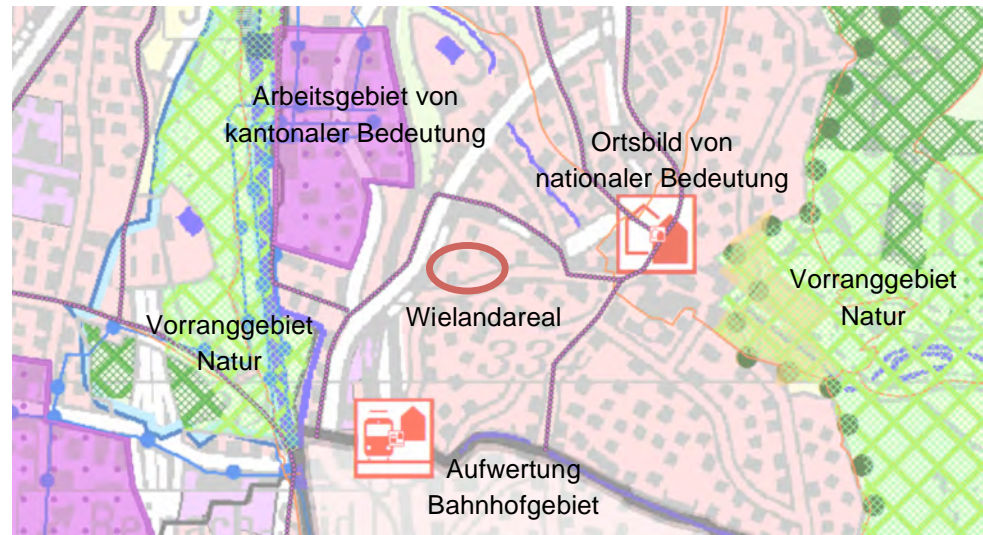 Arbeitsgebiet von
kantonaler Bedeutung
Ortsbild von
nationaler Bedeutung
Vorranggebiet
Natur
Wielandareal
Vorranggebiet
Natur
Aufwertung
Bahnhofgebiet